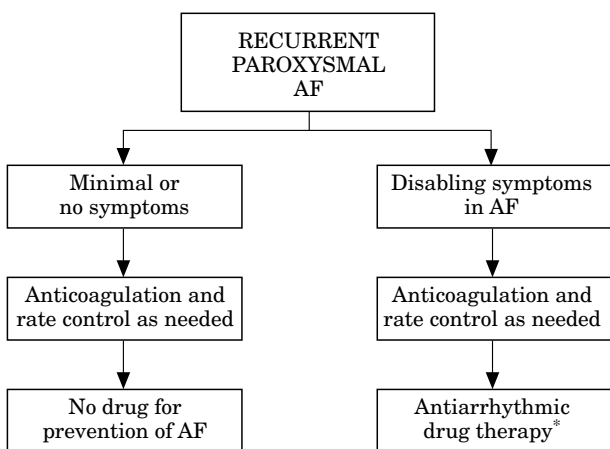 RECURRENT
PAROXYSMAL
AF
Minimal or
no symptoms
Disabling symptoms
in AF
Anticoagulation and
rate control as needed
Anticoagulation and
rate control as needed
No drug for
prevention of AF
Antiarrhythmic
drug therapy*